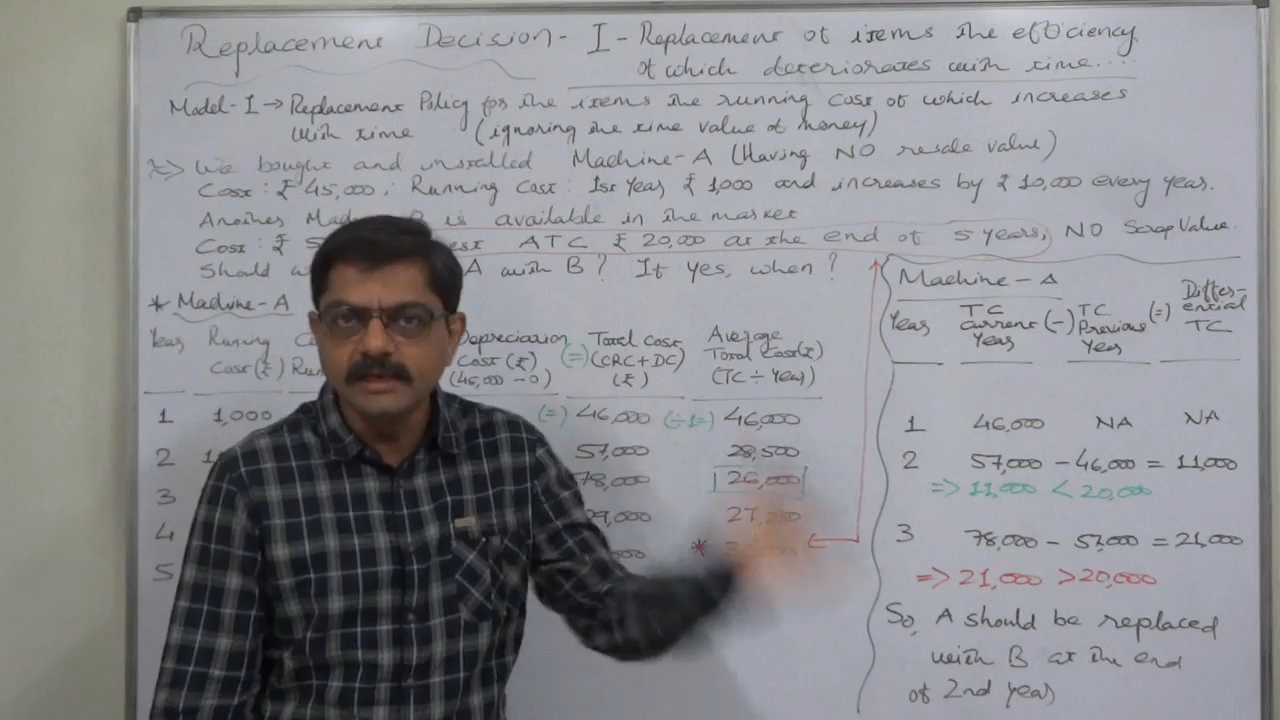 Replacement Decision - I - Replacement of items the efficiency
of which deteriorates with time....
Model-I → Replacement Policy for the items the running cost of which increases
with time (ignoring the time value of money)
We bought and installed Machine-A (Having NO resale value)
Cost: ₹ 45,000; Running Cost: 1st Year ₹ 1,000 and increases by ₹ 10,000 every year.
Another is available in the market
Cost: ₹ ATC ₹ 20,000 at the end of 5 years, NO Scrap Value.
Should A with B? If yes, when?
* Machine-A
Year
Running
Cost(₹)
Depreciation
Cost (₹)
(45,000 - 0)
(=)
Total Cost
(CRC+DC)
(₹)
Average
Total Cost(₹)
(TC ÷ Year)
1 1,000 (=) 46,000 (÷1=) 46,000
2 57,000 28,500
3 78,000 26,000
4 27,250
5 *
Machine - A
Year
TC
Current
Year
(-)
TC
Previous
Year
(=)
Differ-
ential
TC
1 46,000 NA NA
2 57,000 - 46,000 = 11,000
=> 11,000 < 20,000
3 78,000 - 57,000 = 21,000
=> 21,000 > 20,000
So, A should be replaced
with B at the end
of 2nd year